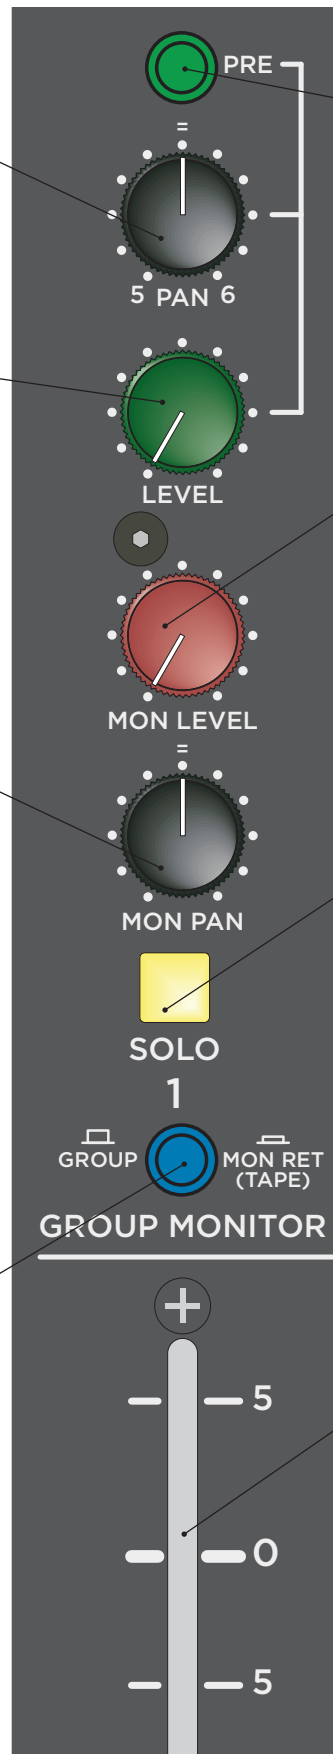 PRE
=
5 PAN 6
LEVEL
MON LEVEL
=
MON PAN
SOLO
1
GROUP MON RET
(TAPE)
GROUP MONITOR
5
0
5